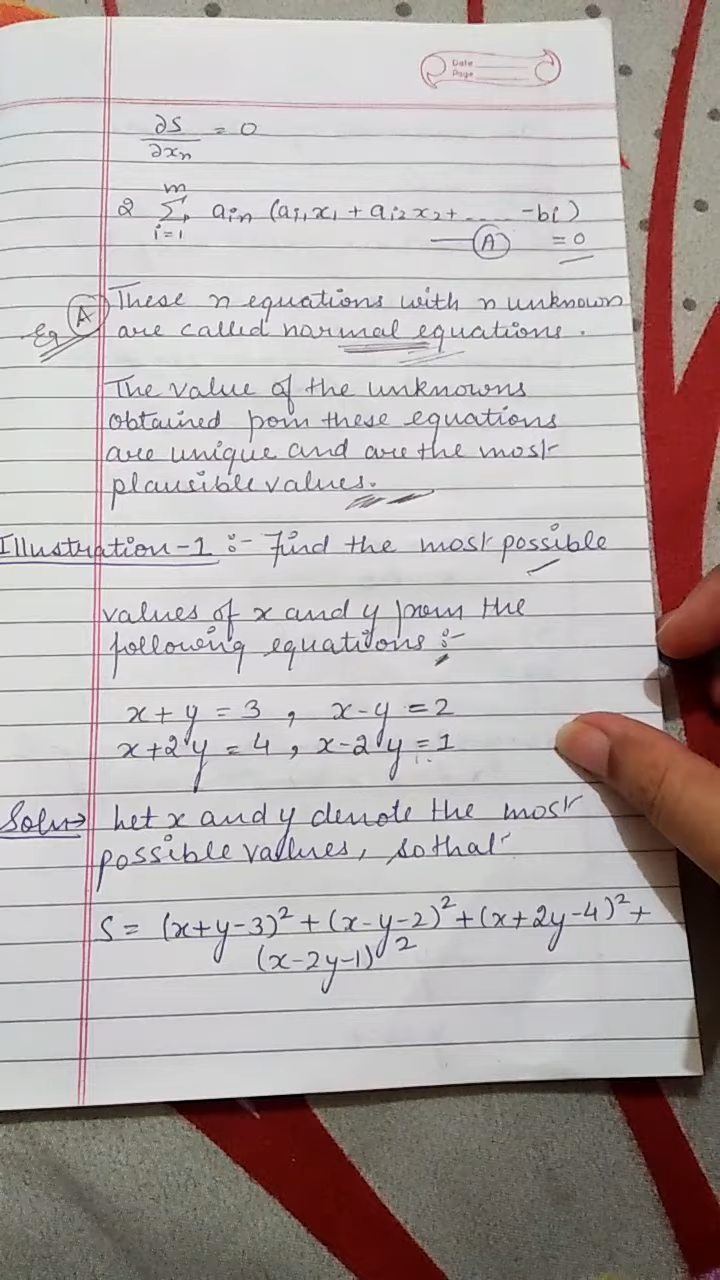 Date
Page
∂S/∂xₙ = 0
2 Σᵢ₌₁ᵐ aᵢₙ (aᵢ₁x₁ + aᵢ₂x₂ + ..... -bᵢ)
—(A) = 0
Eq (A) These n equations with n unknown
are called normal equations.
The value of the unknowns
obtained from these equations
are unique and are the most
plausible values.
Illustration-1 :- Find the most possible
values of x and y from the
following equations :-
x + y = 3 , x - y = 2
x + 2y = 4 , x - 2y = 1
Soln→ Let x and y denote the most
possible values, so that
S = (x+y-3)² + (x-y-2)² + (x+2y-4)² +
(x-2y-1)²